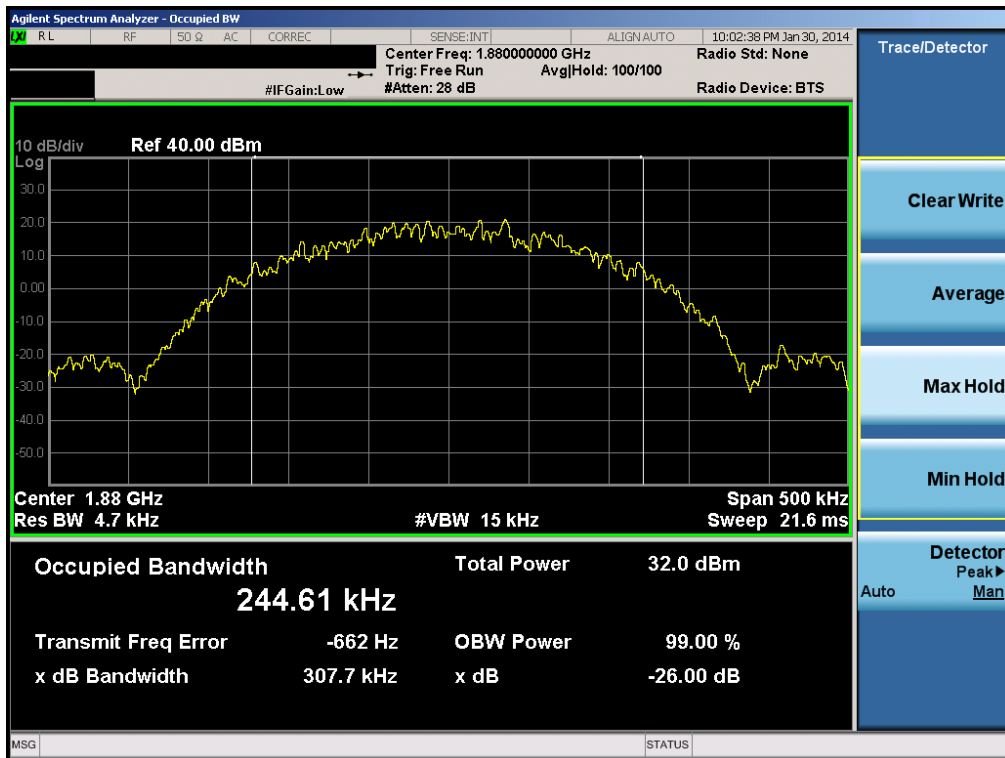 Agilent Spectrum Analyzer - Occupied BW
LXI RL RF 50 Ω AC CORREC SENSE:INT ALIGN AUTO 10:02:38 PM Jan 30, 2014
Center Freq: 1.880000000 GHz Radio Std: None
Trig: Free Run Avg|Hold: 100/100
#IFGain:Low #Atten: 28 dB Radio Device: BTS
10 dB/div Ref 40.00 dBm
Log
30.0
20.0
10.0
0.00
-10.0
-20.0
-30.0
-40.0
-50.0
Center 1.88 GHz Span 500 kHz
Res BW 4.7 kHz #VBW 15 kHz Sweep 21.6 ms
Occupied Bandwidth Total Power 32.0 dBm
244.61 kHz
Transmit Freq Error -662 Hz OBW Power 99.00 %
x dB Bandwidth 307.7 kHz x dB -26.00 dB
MSG STATUS
Trace/Detector
Clear Write
Average
Max Hold
Min Hold
Detector
Peak▶
Auto Man